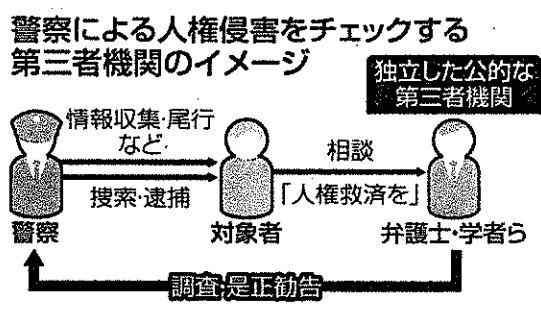 警察による人権侵害をチェックする
第三者機関のイメージ
独立した公的な
第三者機関
情報収集・尾行
など
捜索・逮捕
相談
「人権救済を」
警察
対象者
弁護士・学者ら
調査・是正勧告